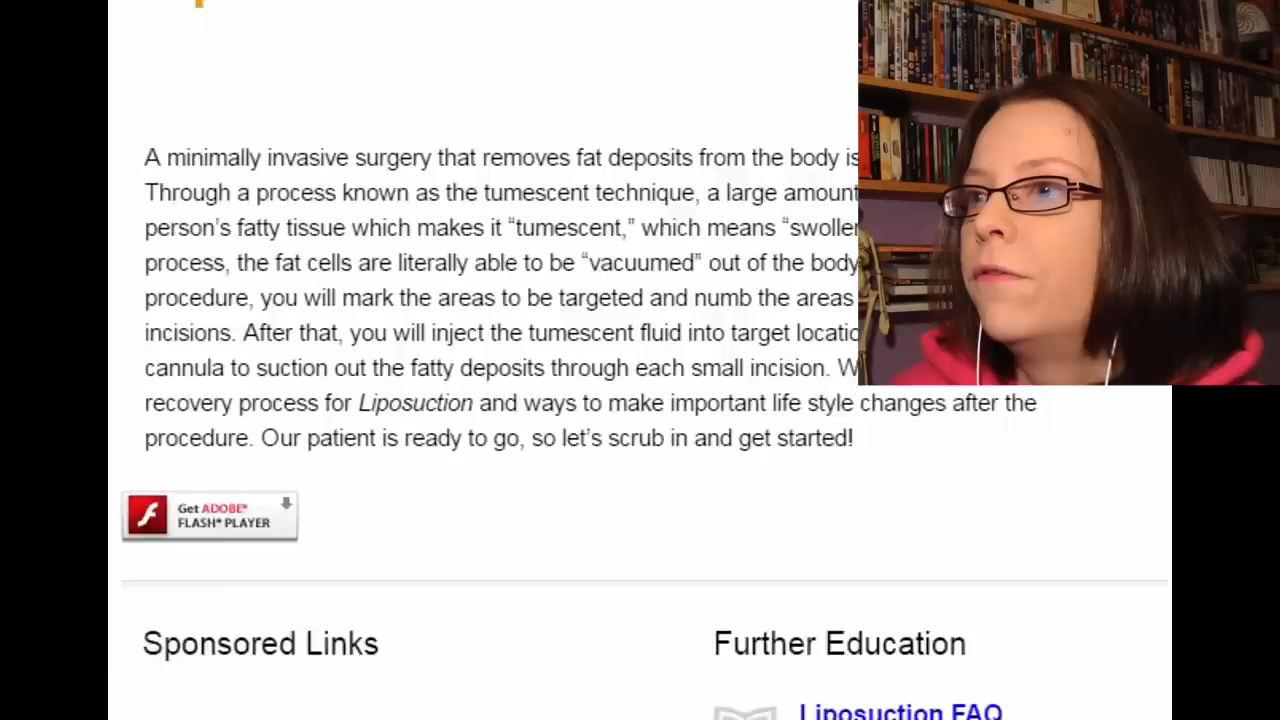 A minimally invasive surgery that removes fat deposits from the body is
Through a process known as the tumescent technique, a large amount
person's fatty tissue which makes it “tumescent,” which means “swollen
process, the fat cells are literally able to be “vacuumed” out of the body
procedure, you will mark the areas to be targeted and numb the areas
incisions. After that, you will inject the tumescent fluid into target
cannula to suction out the fatty deposits through each small incision.
recovery process for Liposuction and ways to make important life style changes after the
procedure. Our patient is ready to go, so let's scrub in and get started!
Get ADOBE®
FLASH® PLAYER
Sponsored Links
Further Education
Liposuction FAQ